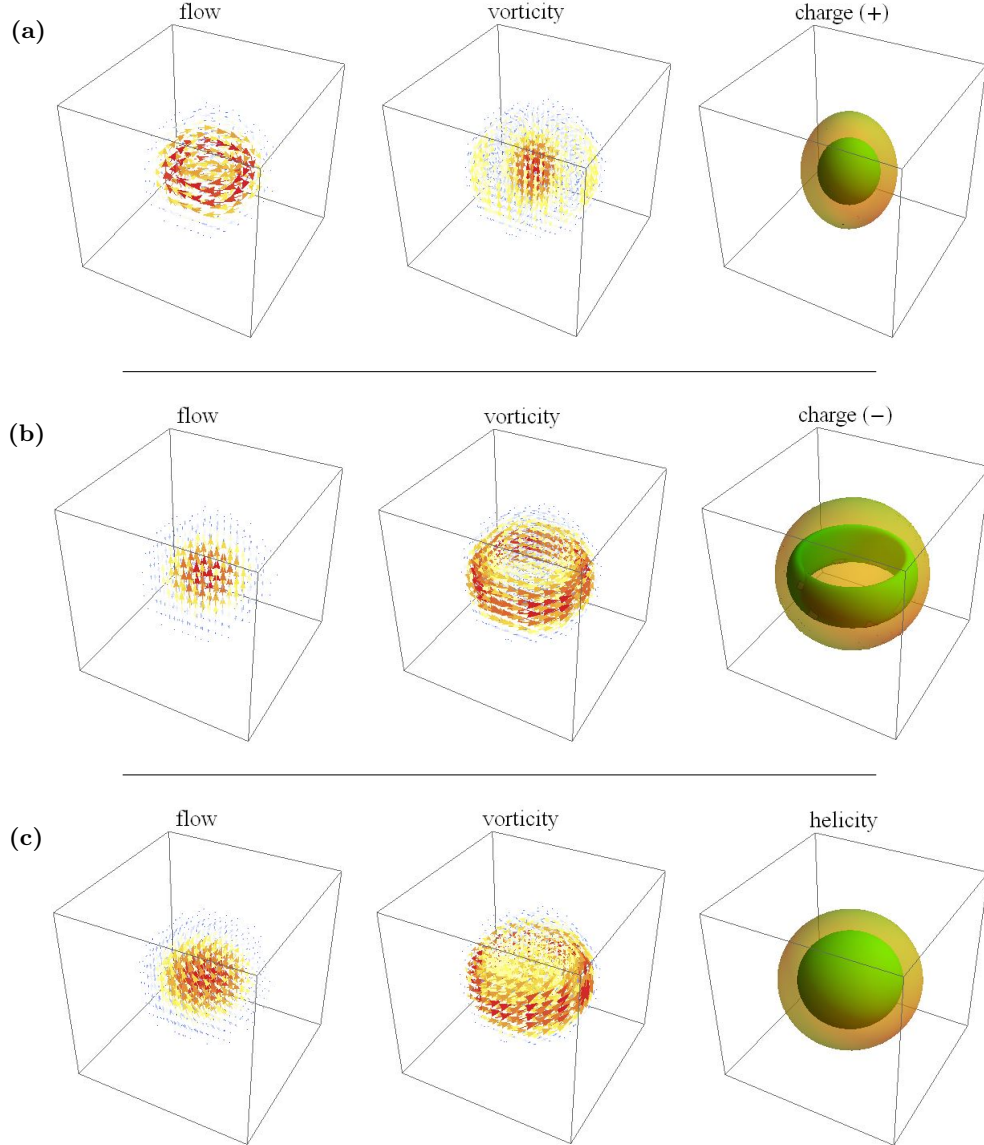 (a) flow vorticity charge (+)
(b) flow vorticity charge (−)
(c) flow vorticity helicity